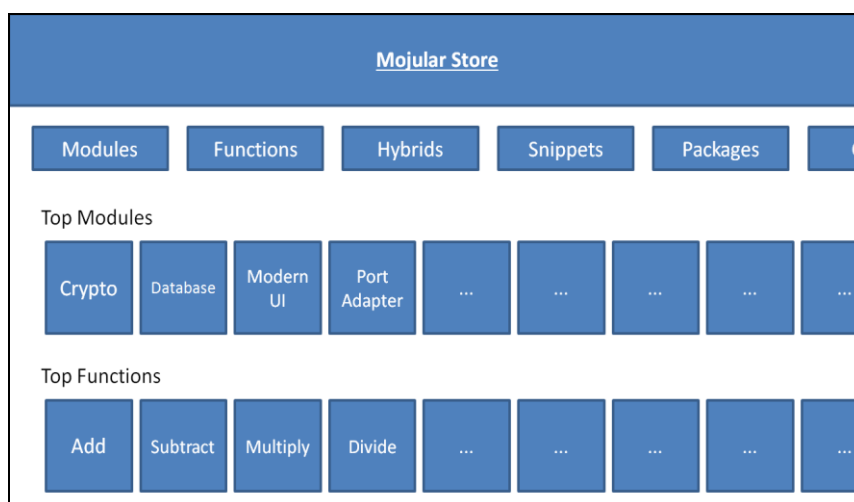 Mojular Store
Modules Functions Hybrids Snippets Packages
Top Modules
Crypto Database Modern UI Port Adapter ... ... ... ... ...
Top Functions
Add Subtract Multiply Divide ... ... ... ... ...